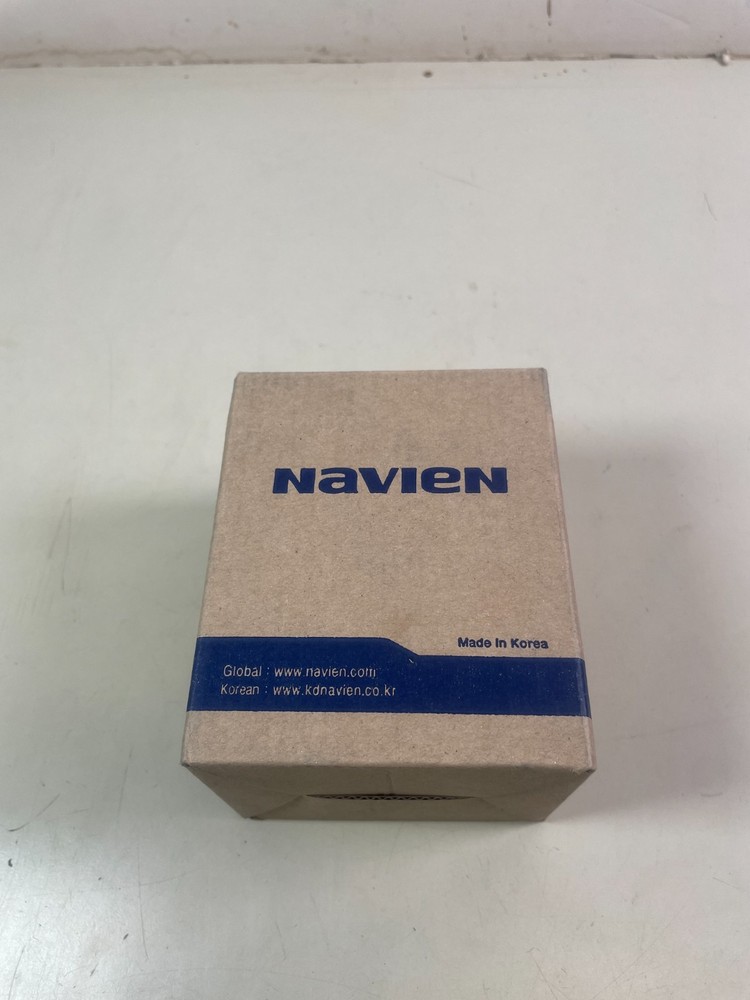 NAVIEN
Made In Korea
Global : www.navien.com
Korean : www.kdnavien.co.kr